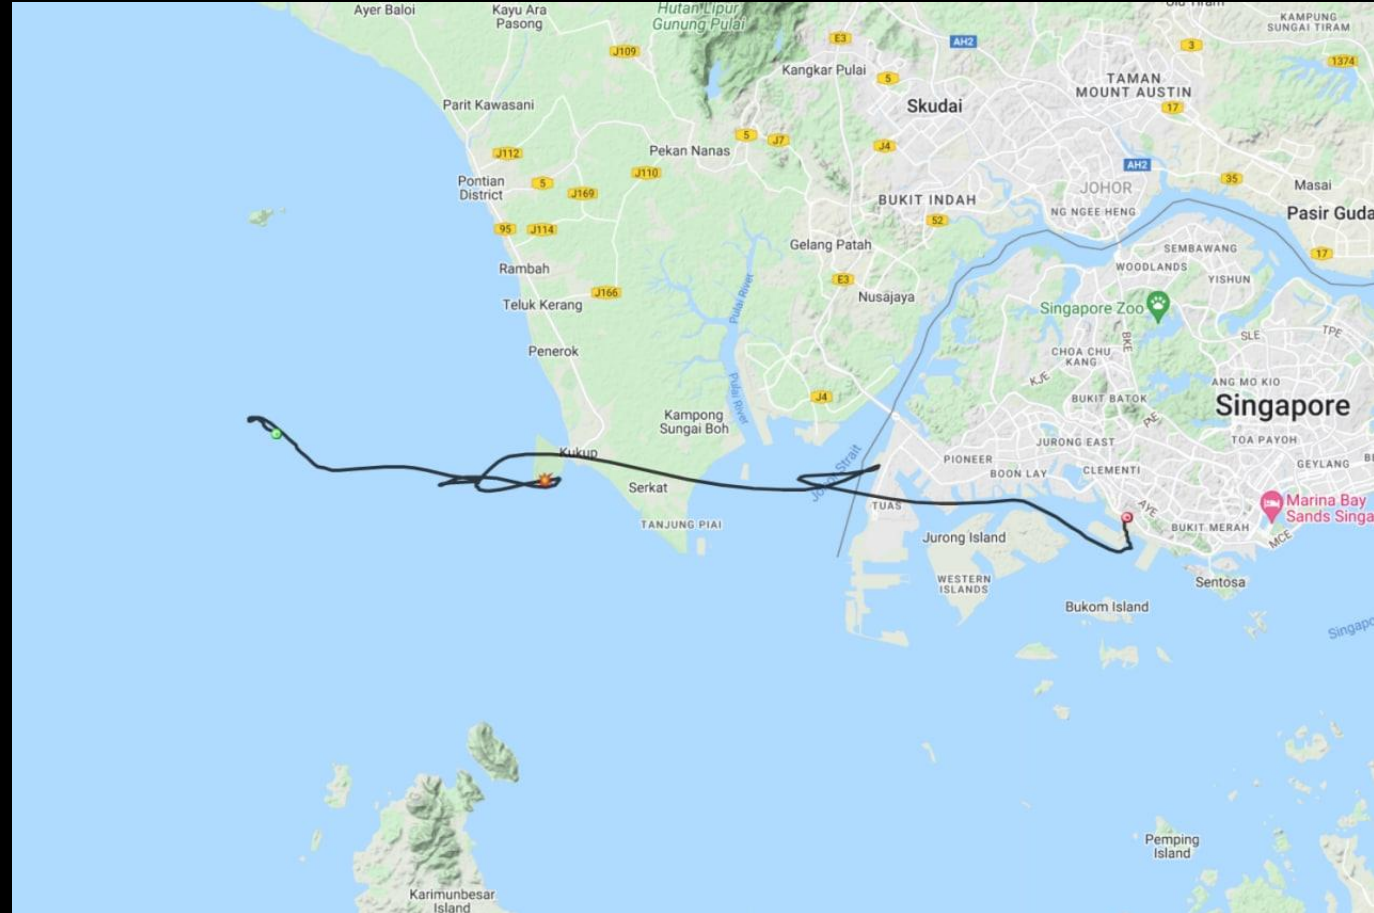 Ayer Baloi
Kayu Ara
Pasong
Hutan Lipur
Gunung Pulai
KAMPUNG
SUNGAI TIRAM
J109
E3
AH2
3
1374
Kangkar Pulai
5
TAMAN
MOUNT AUSTIN
17
Skudai
Parit Kawasani
5
J7
J4
J112
Pekan Nanas
J110
AH2
Pontian
District
5
J169
35
Masai
JOHOR
BUKIT INDAH
NG NGEE HENG
52
Pasir Guda
95
J114
Gelang Patah
SEMBAWANG
17
WOODLANDS
YISHUN
Rambah
E3
J166
Nusajaya
Pulai River
Teluk Kerang
Singapore Zoo
SLE
TPE
BKE
Penerok
CHOA CHU
KANG
KJE
ANG MO KIO
J4
Pulai River
BUKIT BATOK
Singapore
PIE
Kampong
Sungai Boh
TOA PAYOH
JURONG EAST
Kukup
PIONEER
BOON LAY
CLEMENTI
GEYLANG
Serkat
Johor Strait
TUAS
AYE
Marina Bay
Sands Singa
TANJUNG PIAI
BUKIT MERAH
MCE
Jurong Island
WESTERN
ISLANDS
Sentosa
Bukom Island
Singapo
Pemping
Island
Karimunbesar
Island